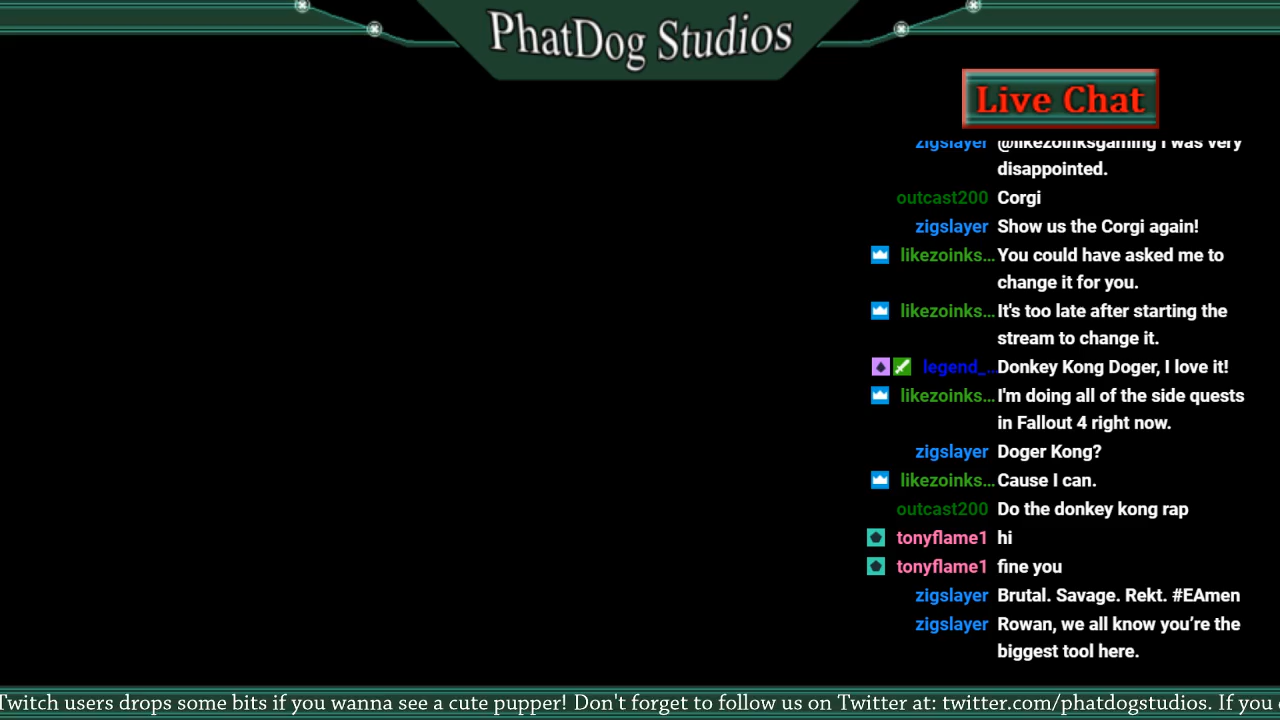 PhatDog Studios
Live Chat
zigslayer @likezoinksgaming I was very
disappointed.
outcast200 Corgi
zigslayer Show us the Corgi again!
likezoinks... You could have asked me to
change it for you.
likezoinks... It's too late after starting the
stream to change it.
legend_... Donkey Kong Doger, I love it!
likezoinks... I'm doing all of the side quests
in Fallout 4 right now.
zigslayer Doger Kong?
likezoinks... Cause I can.
outcast200 Do the donkey kong rap
tonyflame1 hi
tonyflame1 fine you
zigslayer Brutal. Savage. Rekt. #EAmen
zigslayer Rowan, we all know you’re the
biggest tool here.
Twitch users drops some bits if you wanna see a cute pupper! Don't forget to follow us on Twitter at: twitter.com/phatdogstudios. If you